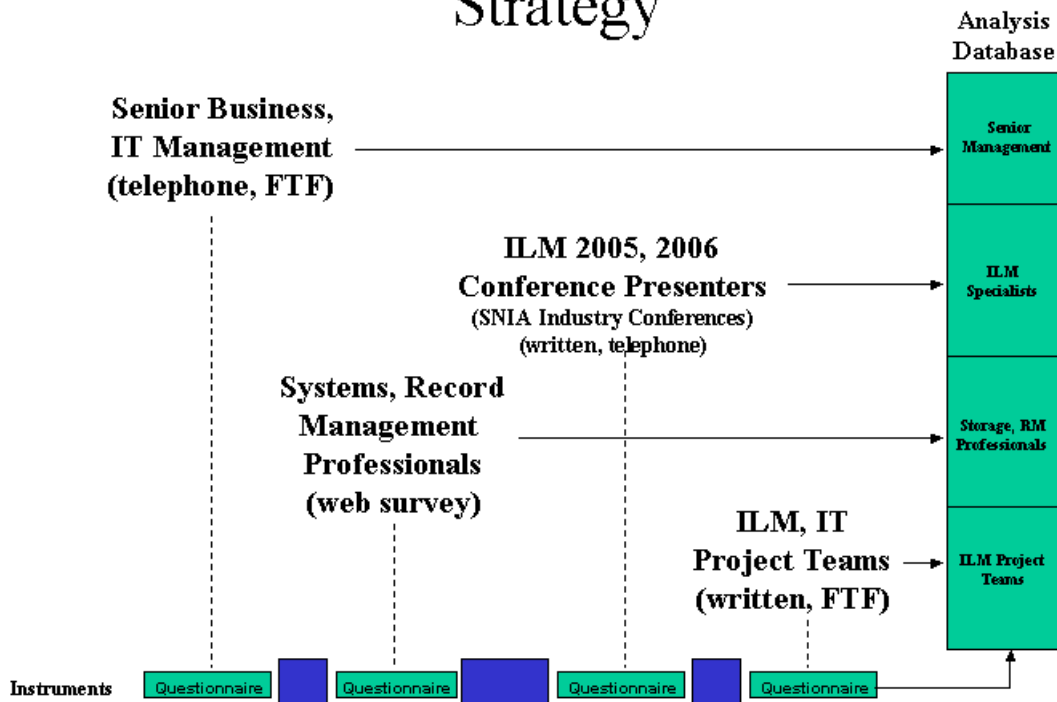 Strategy
Analysis
Database
Senior Business,
IT Management
(telephone, FTF)
Senior
Management
ILM 2005, 2006
Conference Presenters
(SNIA Industry Conferences)
(written, telephone)
ILM
Specialists
Systems, Record
Management
Professionals
(web survey)
Storage, RM
Professionals
ILM, IT
Project Teams
(written, FTF)
ILM Project
Teams
Instruments
Questionnaire
Questionnaire
Questionnaire
Questionnaire